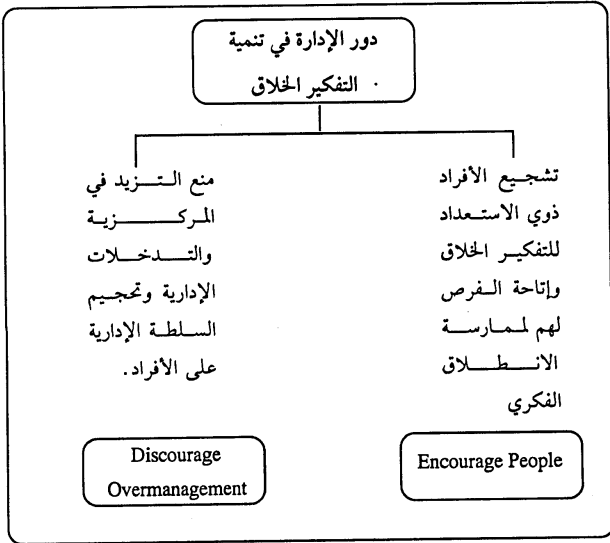 دور الإدارة في تنمية
التفكير الخلاق
تشجيع الأفراد
ذوي الاستعداد
للتفكير الخلاق
وإتاحة الفرص
لهم لممارسة
الانطلاق
الفكري
Encourage People
منع التزيد في
المركزية
والتدخلات
الإدارية وتحجيم
السلطة الإدارية
على الأفراد.
Discourage
Overmanagement